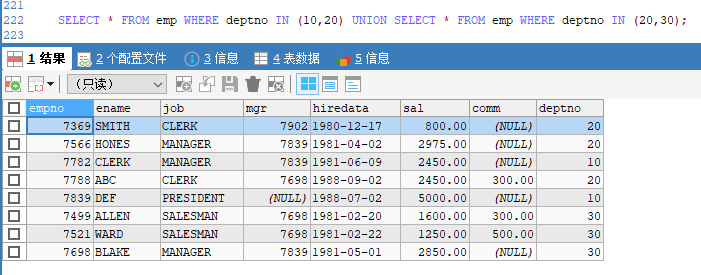 221
222 SELECT * FROM emp WHERE deptno IN (10,20) UNION SELECT * FROM emp WHERE deptno IN (20,30);
223
1 结果 2 个配置文件 3 信息 4 表数据 5 信息
（只读）
empno ename job mgr hiredata sal comm deptno
7369 SMITH CLERK 7902 1980-12-17 800.00 (NULL) 20
7566 HONES MANAGER 7839 1981-04-02 2975.00 (NULL) 20
7782 CLERK MANAGER 7839 1981-06-09 2450.00 (NULL) 10
7788 ABC CLERK 7698 1988-09-02 2450.00 300.00 20
7839 DEF PRESIDENT (NULL) 1988-07-02 5000.00 (NULL) 10
7499 ALLEN SALESMAN 7698 1981-02-20 1600.00 300.00 30
7521 WARD SALESMAN 7698 1981-02-22 1250.00 500.00 30
7698 BLAKE MANAGER 7839 1981-05-01 2850.00 (NULL) 30